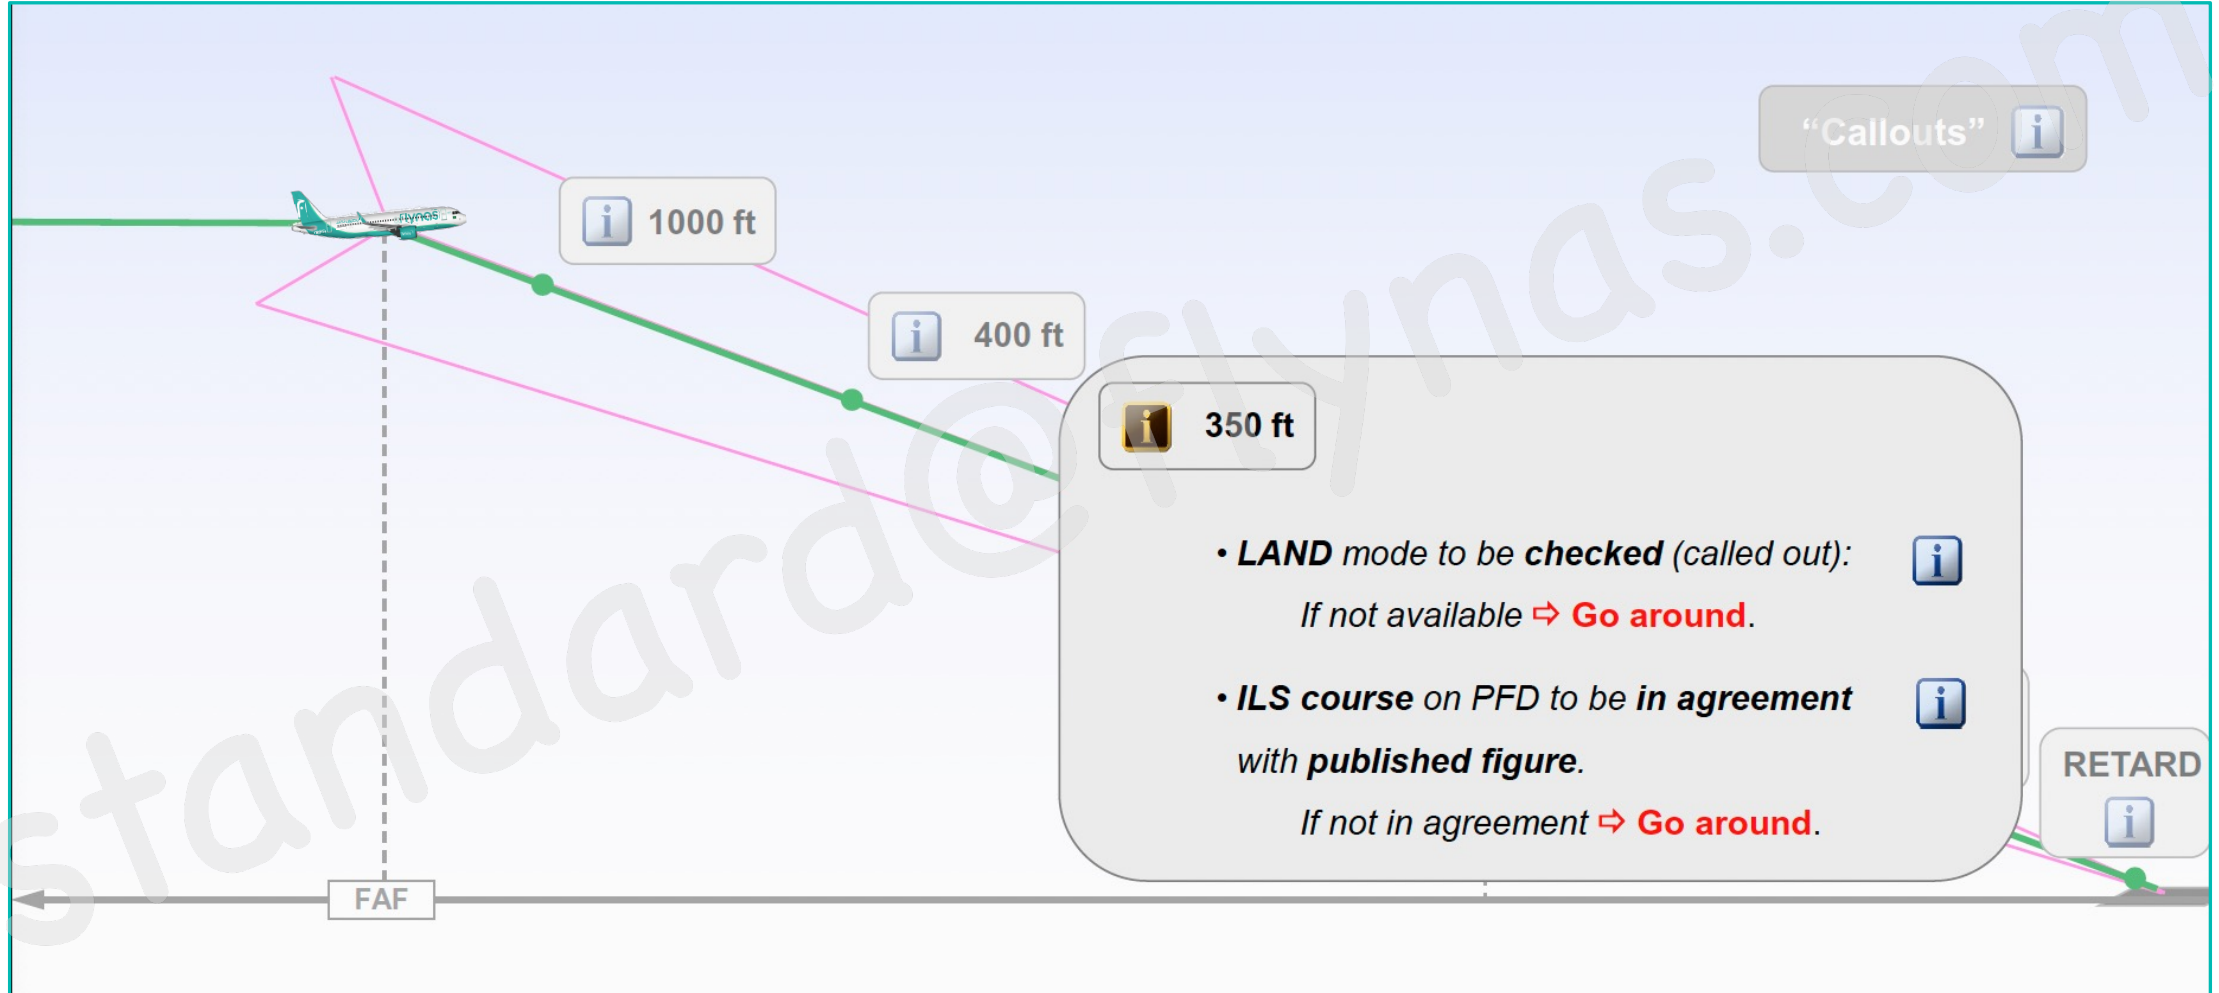 “Callouts”
flynas
1000 ft
400 ft
350 ft
• LAND mode to be checked (called out):
If not available ⇨ Go around.
• ILS course on PFD to be in agreement
with published figure.
If not in agreement ⇨ Go around.
RETARD
FAF
standard@flynas.com